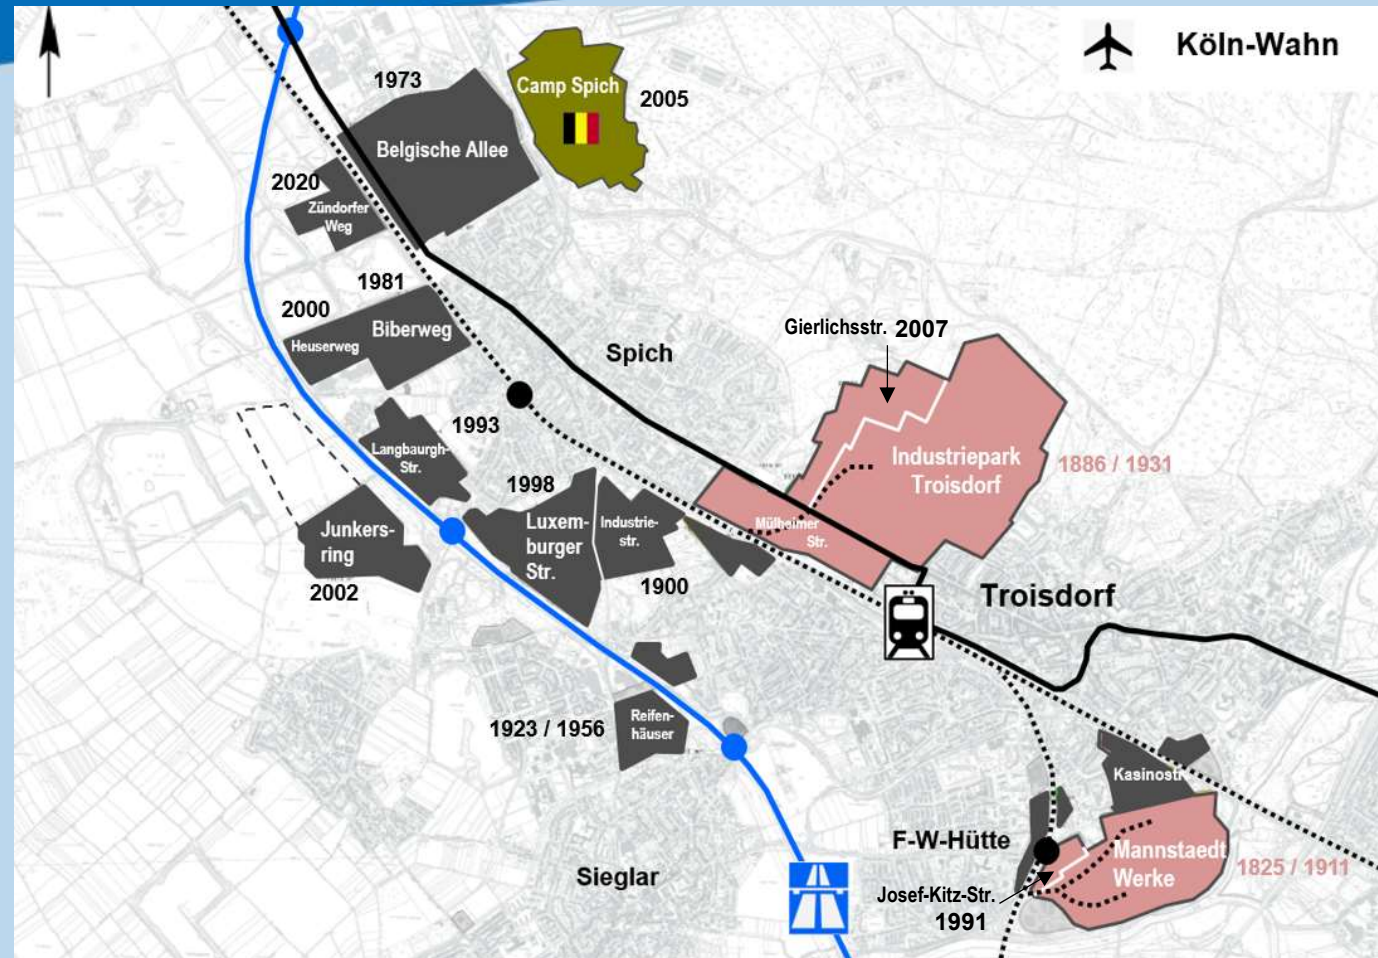 Köln-Wahn
1973
Camp Spich
2005
Belgische Allee
2020
Zündorfer
Weg
1981
2000
Biberweg
Heuserweg
Gierlichsstr. 2007
Spich
1993
Langbaurgh-
Str.
Industriepark
Troisdorf
1886 / 1931
1998
Luxem-
burger
Str.
Industrie-
str.
Mülheimer
Str.
Junkers-
ring
2002
1900
Troisdorf
1923 / 1956
Reifen-
häuser
Kasinostr.
F-W-Hütte
Mannstaedt
Werke
1825 / 1911
Sieglar
Josef-Kitz-Str.
1991